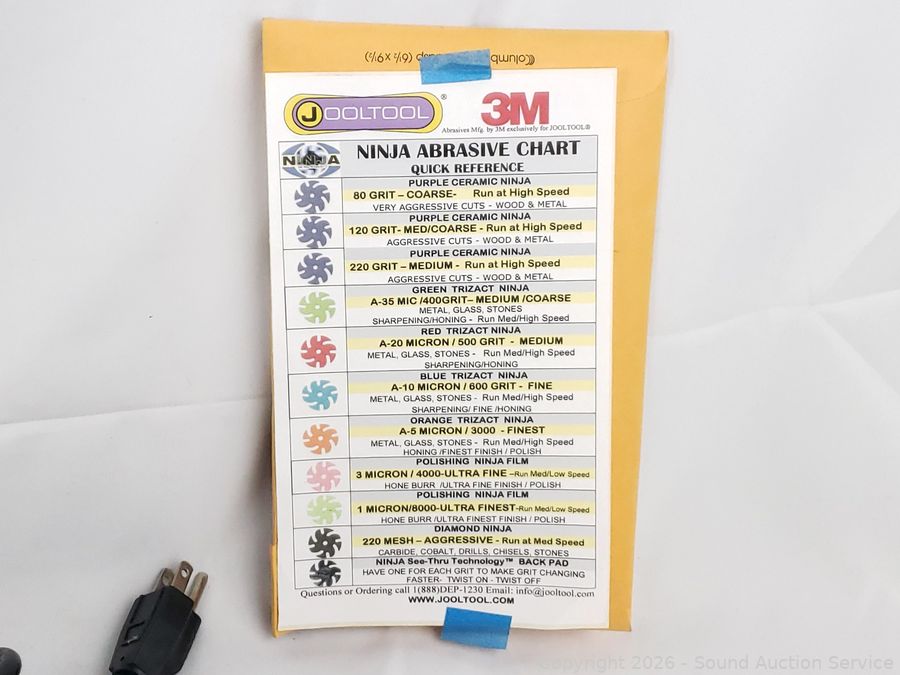 (6½ x 9½)
JOOLTOOL®
3M
Abrasives Mfg. by 3M exclusively for JOOLTOOL®
NINJA
NINJA ABRASIVE CHART
QUICK REFERENCE
PURPLE CERAMIC NINJA
80 GRIT – COARSE- Run at High Speed
VERY AGGRESSIVE CUTS - WOOD & METAL
PURPLE CERAMIC NINJA
120 GRIT- MED/COARSE - Run at High Speed
AGGRESSIVE CUTS - WOOD & METAL
PURPLE CERAMIC NINJA
220 GRIT – MEDIUM - Run at High Speed
AGGRESSIVE CUTS - WOOD & METAL
GREEN TRIZACT NINJA
A-35 MIC /400GRIT– MEDIUM /COARSE
METAL, GLASS, STONES
SHARPENING/HONING - Run Med/High Speed
RED TRIZACT NINJA
A-20 MICRON / 500 GRIT - MEDIUM
METAL, GLASS, STONES - Run Med/High Speed
SHARPENING/HONING
BLUE TRIZACT NINJA
A-10 MICRON / 600 GRIT - FINE
METAL, GLASS, STONES - Run Med/High Speed
SHARPENING/ FINE /HONING
ORANGE TRIZACT NINJA
A-5 MICRON / 3000 - FINEST
METAL, GLASS, STONES - Run Med/High Speed
HONING /FINEST FINISH / POLISH
POLISHING NINJA FILM
3 MICRON / 4000-ULTRA FINE –Run Med/Low Speed
HONE BURR /ULTRA FINE FINISH / POLISH
POLISHING NINJA FILM
1 MICRON/8000-ULTRA FINEST-Run Med/Low Speed
HONE BURR /ULTRA FINEST FINISH / POLISH
DIAMOND NINJA
220 MESH – AGGRESSIVE - Run at Med Speed
CARBIDE, COBALT, DRILLS, CHISELS, STONES
NINJA See-Thru Technology™ BACK PAD
HAVE ONE FOR EACH GRIT TO MAKE GRIT CHANGING
FASTER- TWIST ON - TWIST OFF
Questions or Ordering call 1(888)DEP-1230 Email: info@jooltool.com
WWW.JOOLTOOL.COM
Copyright 2026 - Sound Auction Service